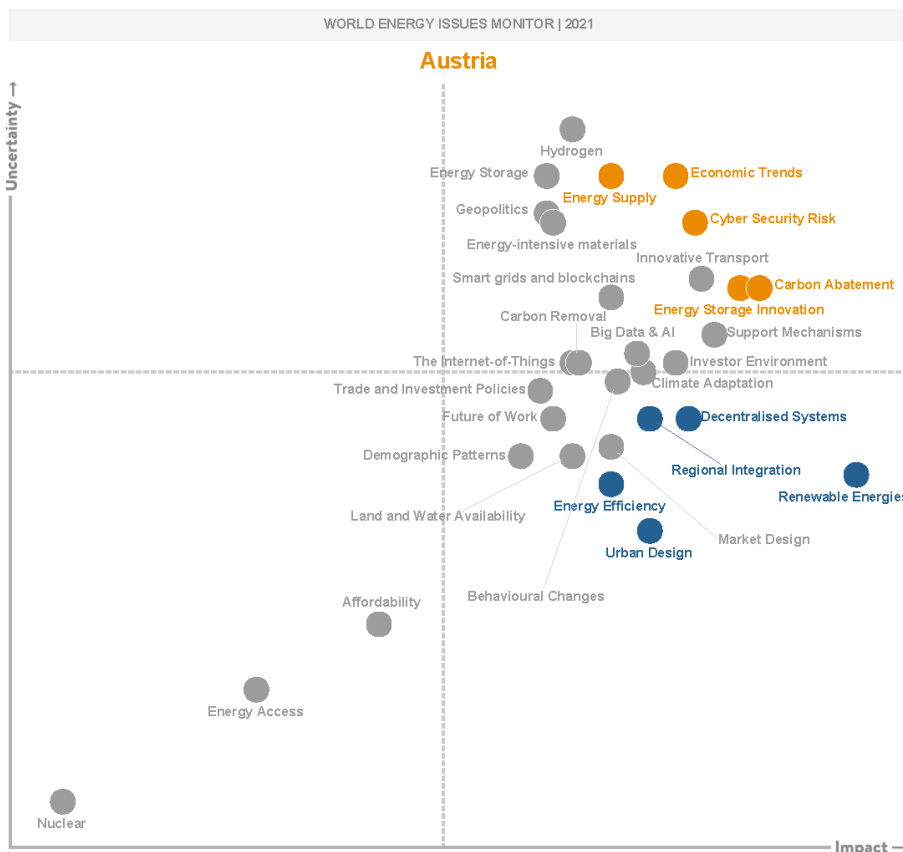 WORLD ENERGY ISSUES MONITOR | 2021
Austria
Uncertainty →
Hydrogen
Energy Storage
Economic Trends
Energy Supply
Geopolitics
Cyber Security Risk
Energy-intensive materials
Innovative Transport
Smart grids and blockchains
Carbon Abatement
Energy Storage Innovation
Carbon Removal
Big Data & AI
Support Mechanisms
The Internet-of-Things
Investor Environment
Climate Adaptation
Trade and Investment Policies
Future of Work
Decentralised Systems
Demographic Patterns
Regional Integration
Renewable Energies
Energy Efficiency
Land and Water Availability
Market Design
Urban Design
Behavioural Changes
Affordability
Energy Access
Nuclear
Impact —